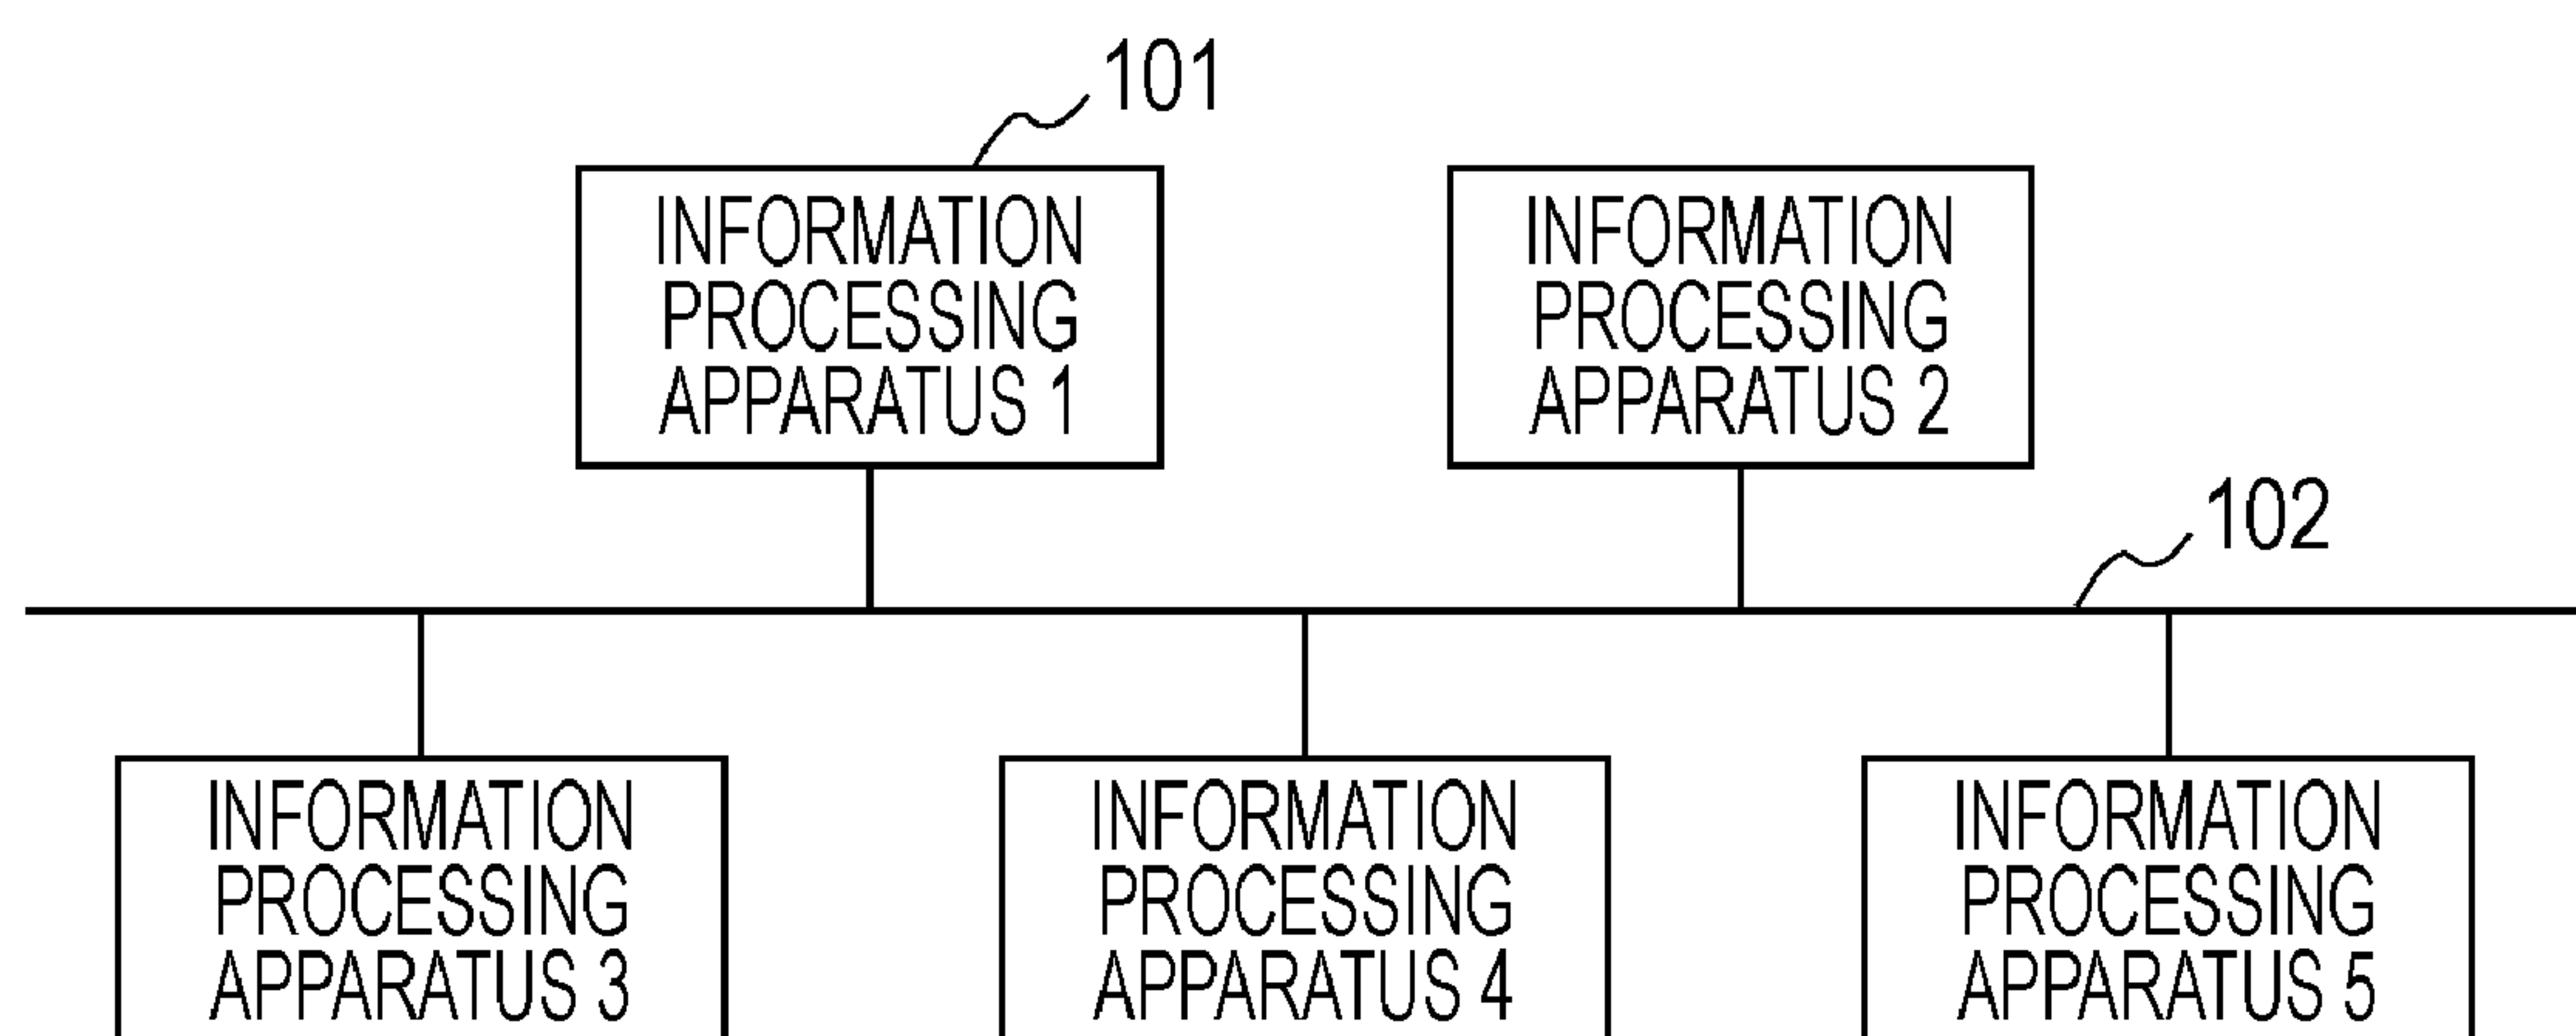 101
INFORMATION
PROCESSING
APPARATUS 1
INFORMATION
PROCESSING
APPARATUS 2
102
INFORMATION
PROCESSING
APPARATUS 3
INFORMATION
PROCESSING
APPARATUS 4
INFORMATION
PROCESSING
APPARATUS 5